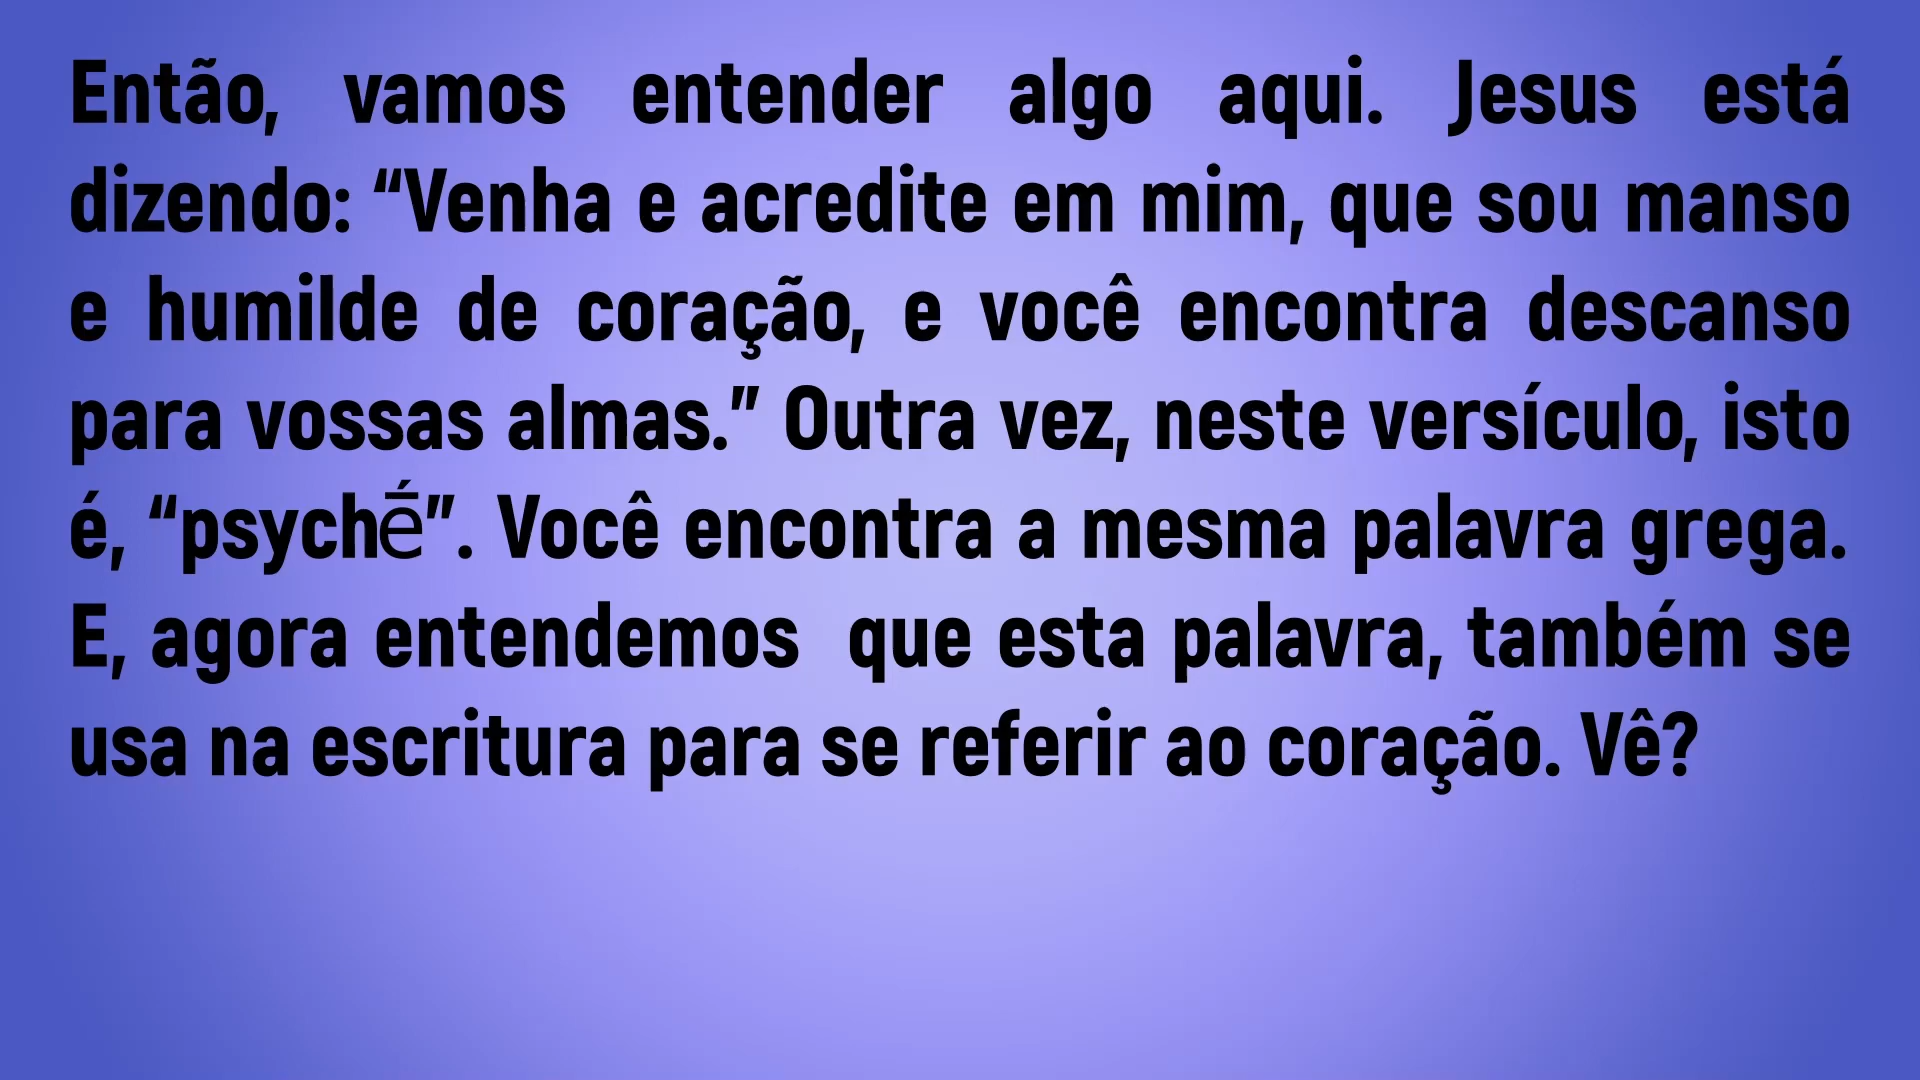 Então, vamos entender algo aqui. Jesus está
dizendo: “Venha e acredite em mim, que sou manso
e humilde de coração, e você encontra descanso
para vossas almas.” Outra vez, neste versículo, isto
é, “psychḗ”. Você encontra a mesma palavra grega.
E, agora entendemos  que esta palavra, também se
usa na escritura para se referir ao coração. Vê?